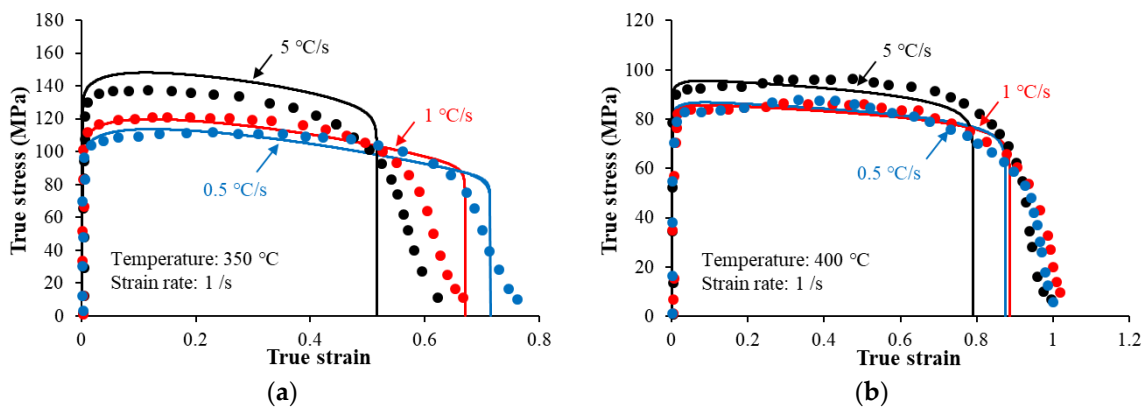 180
160
140
120
100
80
60
40
20
0
True stress (MPa)
5 °C/s
1 °C/s
0.5 °C/s
Temperature: 350 °C
Strain rate: 1 /s
0 0.2 0.4 0.6 0.8
True strain
(a)
120
100
80
60
40
20
0
True stress (MPa)
5 °C/s
1 °C/s
0.5 °C/s
Temperature: 400 °C
Strain rate: 1 /s
0 0.2 0.4 0.6 0.8 1 1.2
True strain
(b)